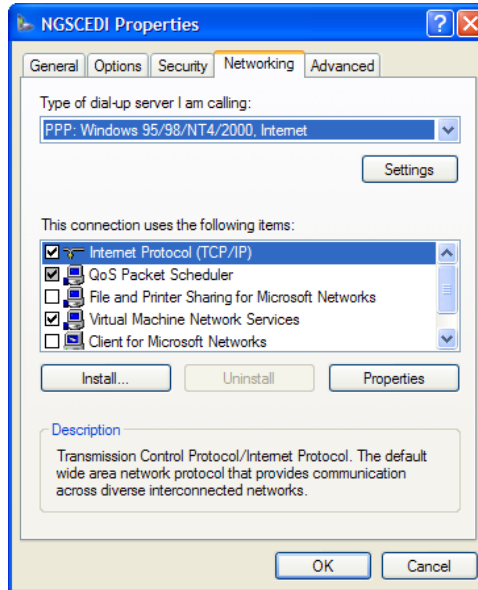 NGSCEDI Properties
General Options Security Networking Advanced
Type of dial-up server I am calling:
PPP: Windows 95/98/NT4/2000, Internet
Settings
This connection uses the following items:
Internet Protocol (TCP/IP)
QoS Packet Scheduler
File and Printer Sharing for Microsoft Networks
Virtual Machine Network Services
Client for Microsoft Networks
Install... Uninstall Properties
Description
Transmission Control Protocol/Internet Protocol. The default
wide area network protocol that provides communication
across diverse interconnected networks.
OK Cancel